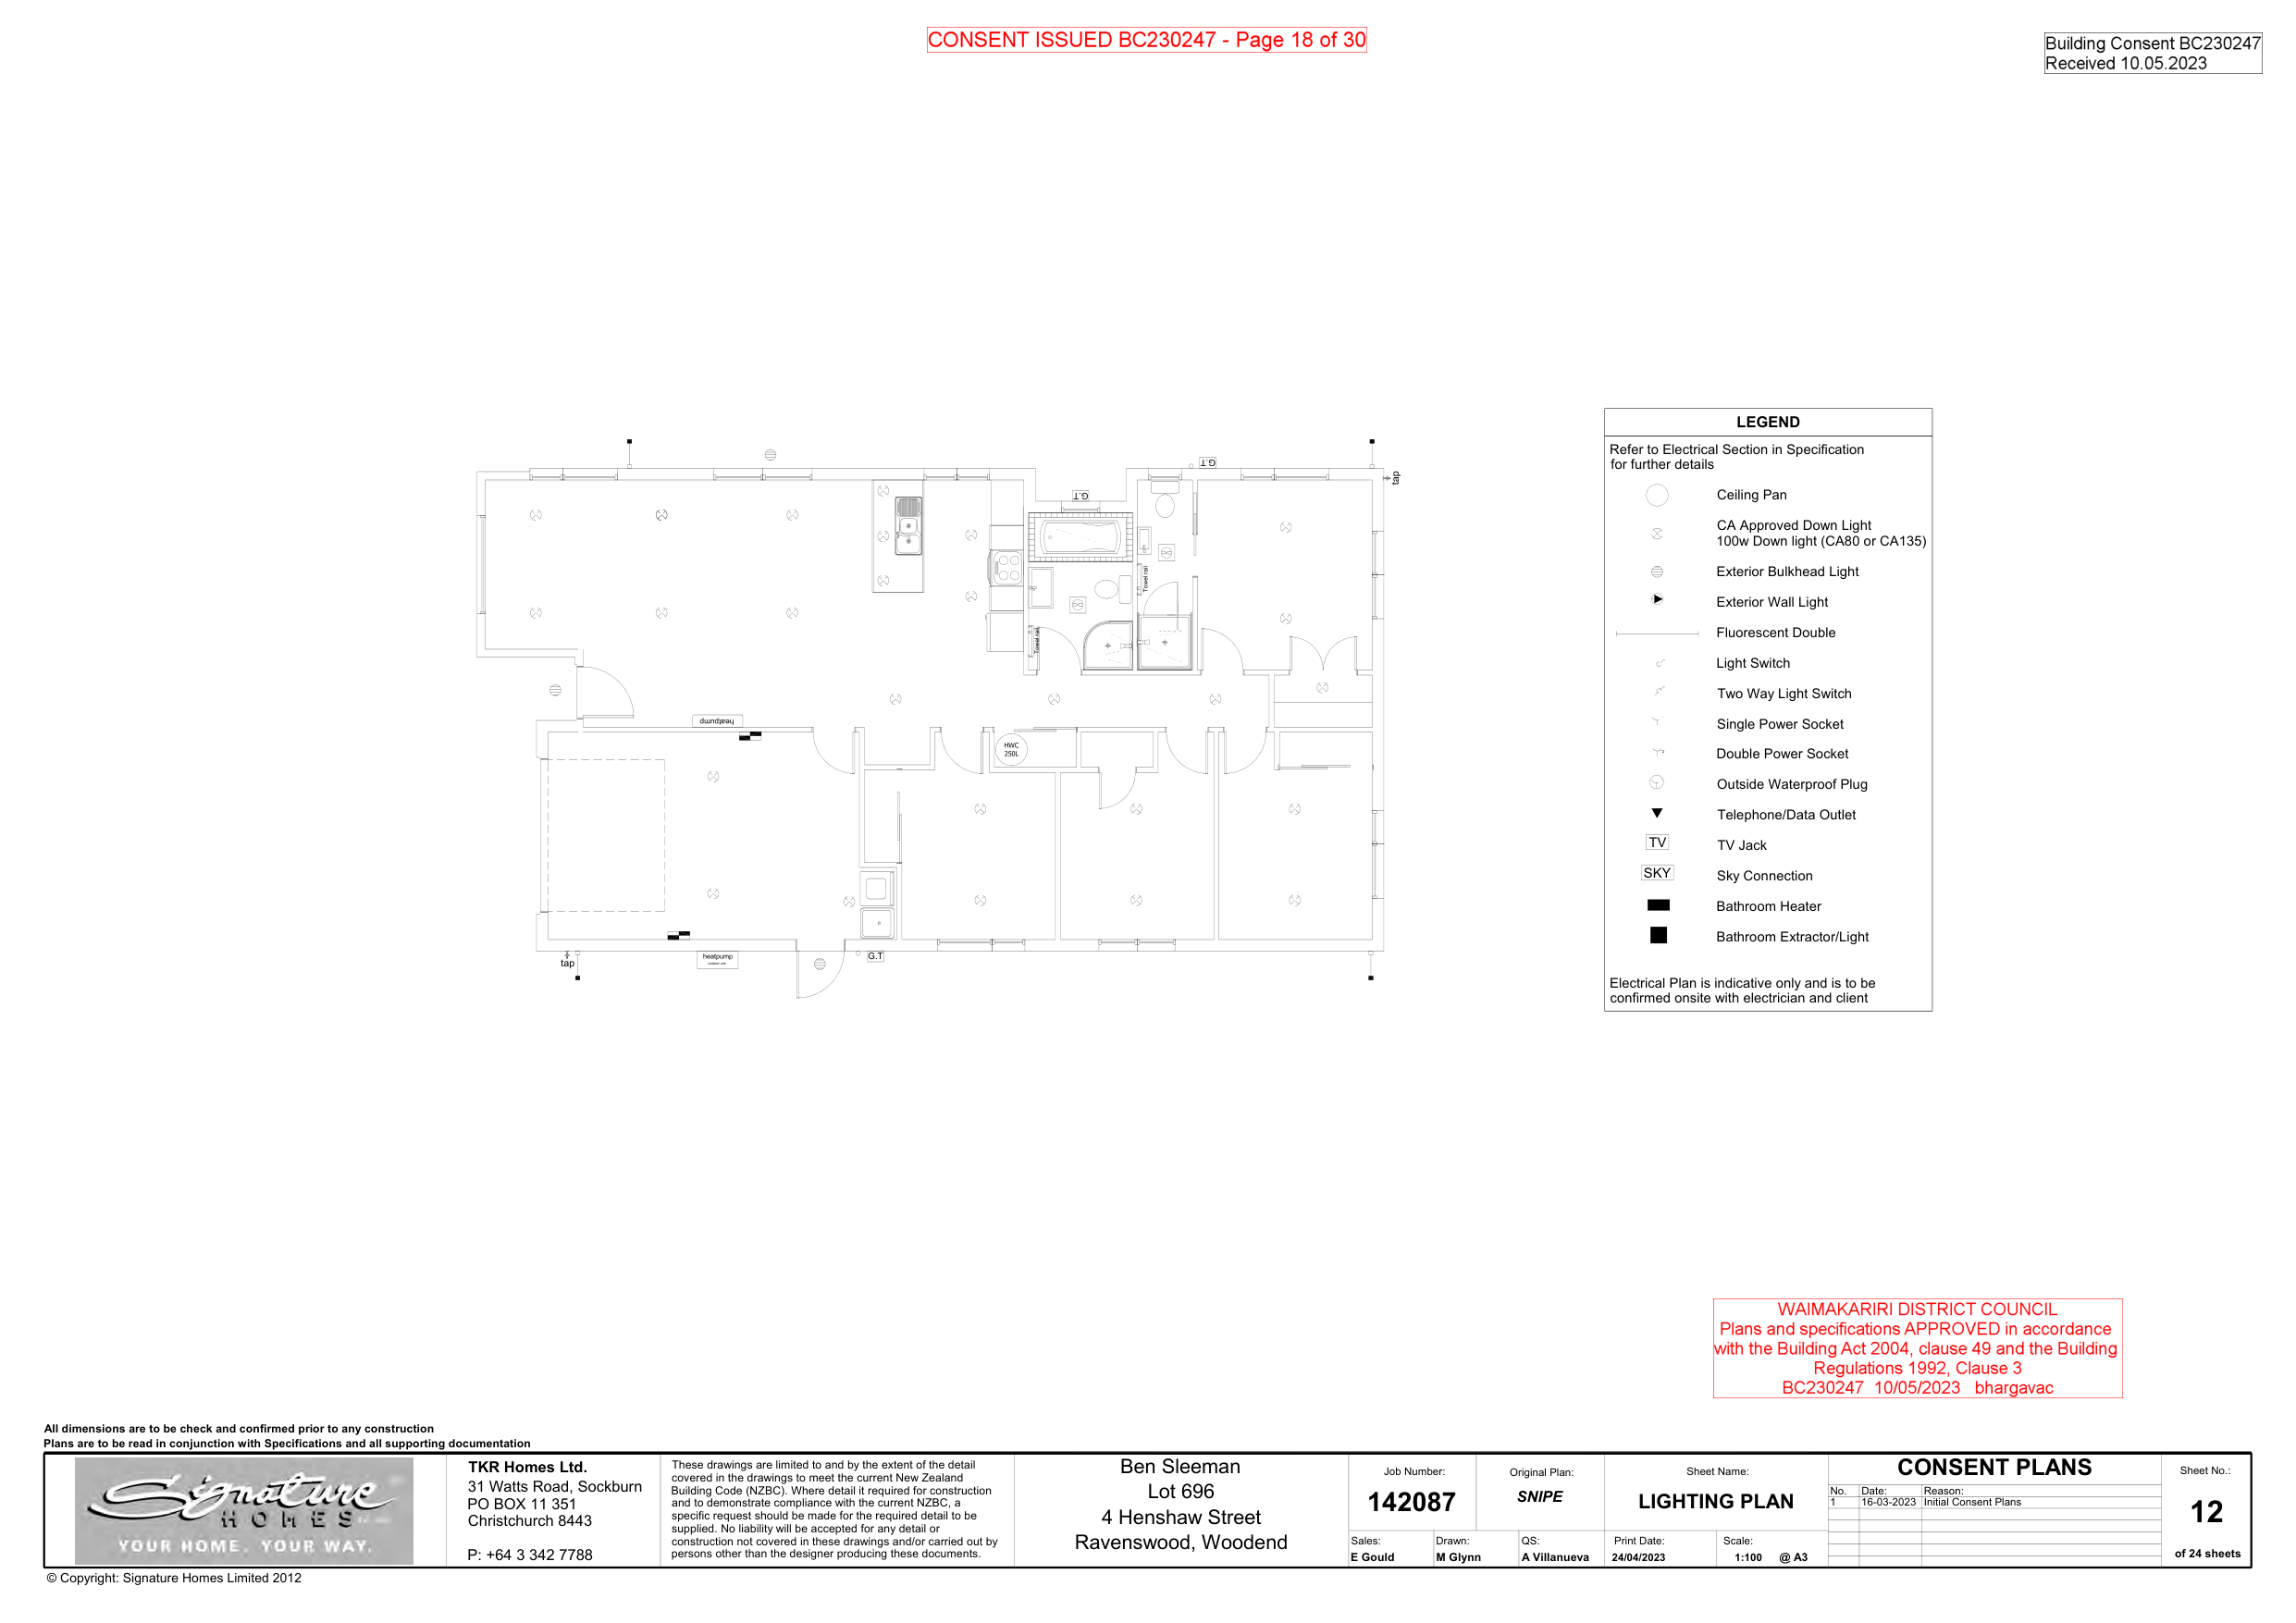 CONSENT ISSUED BC230247 - Page 18 of 30
Building Consent BC230247
Received 10.05.2023
LEGEND
Refer to Electrical Section in Specification
for further details
Ceiling Pan
CA Approved Down Light
100w Down light (CA80 or CA135)
Exterior Bulkhead Light
Exterior Wall Light
Fluorescent Double
Light Switch
Two Way Light Switch
Single Power Socket
Double Power Socket
Outside Waterproof Plug
Telephone/Data Outlet
TV
TV Jack
SKY
Sky Connection
Bathroom Heater
Bathroom Extractor/Light
Electrical Plan is indicative only and is to be
confirmed onsite with electrician and client
G.T
tap
G.T
Towel rail
Towel rail
heatpump
HWC
250L
heatpump
outdoor unit
G.T
tap
WAIMAKARIRI DISTRICT COUNCIL
Plans and specifications APPROVED in accordance
with the Building Act 2004, clause 49 and the Building
Regulations 1992, Clause 3
BC230247 10/05/2023 bhargavac
All dimensions are to be check and confirmed prior to any construction
Plans are to be read in conjunction with Specifications and all supporting documentation
Signature
HOMES
YOUR HOME. YOUR WAY.
TKR Homes Ltd.
31 Watts Road, Sockburn
PO BOX 11 351
Christchurch 8443
P: +64 3 342 7788
These drawings are limited to and by the extent of the detail
covered in the drawings to meet the current New Zealand
Building Code (NZBC). Where detail it required for construction
and to demonstrate compliance with the current NZBC, a
specific request should be made for the required detail to be
supplied. No liability will be accepted for any detail or
construction not covered in these drawings and/or carried out by
persons other than the designer producing these documents.
Ben Sleeman
Lot 696
4 Henshaw Street
Ravenswood, Woodend
Job Number:
142087
Original Plan:
SNIPE
Sheet Name:
LIGHTING PLAN
Sales:
E Gould
Drawn:
M Glynn
QS:
A Villanueva
Print Date:
24/04/2023
Scale:
1:100 @ A3
CONSENT PLANS
No. Date: Reason:
1 16-03-2023 Initial Consent Plans
Sheet No.:
12
of 24 sheets
© Copyright: Signature Homes Limited 2012